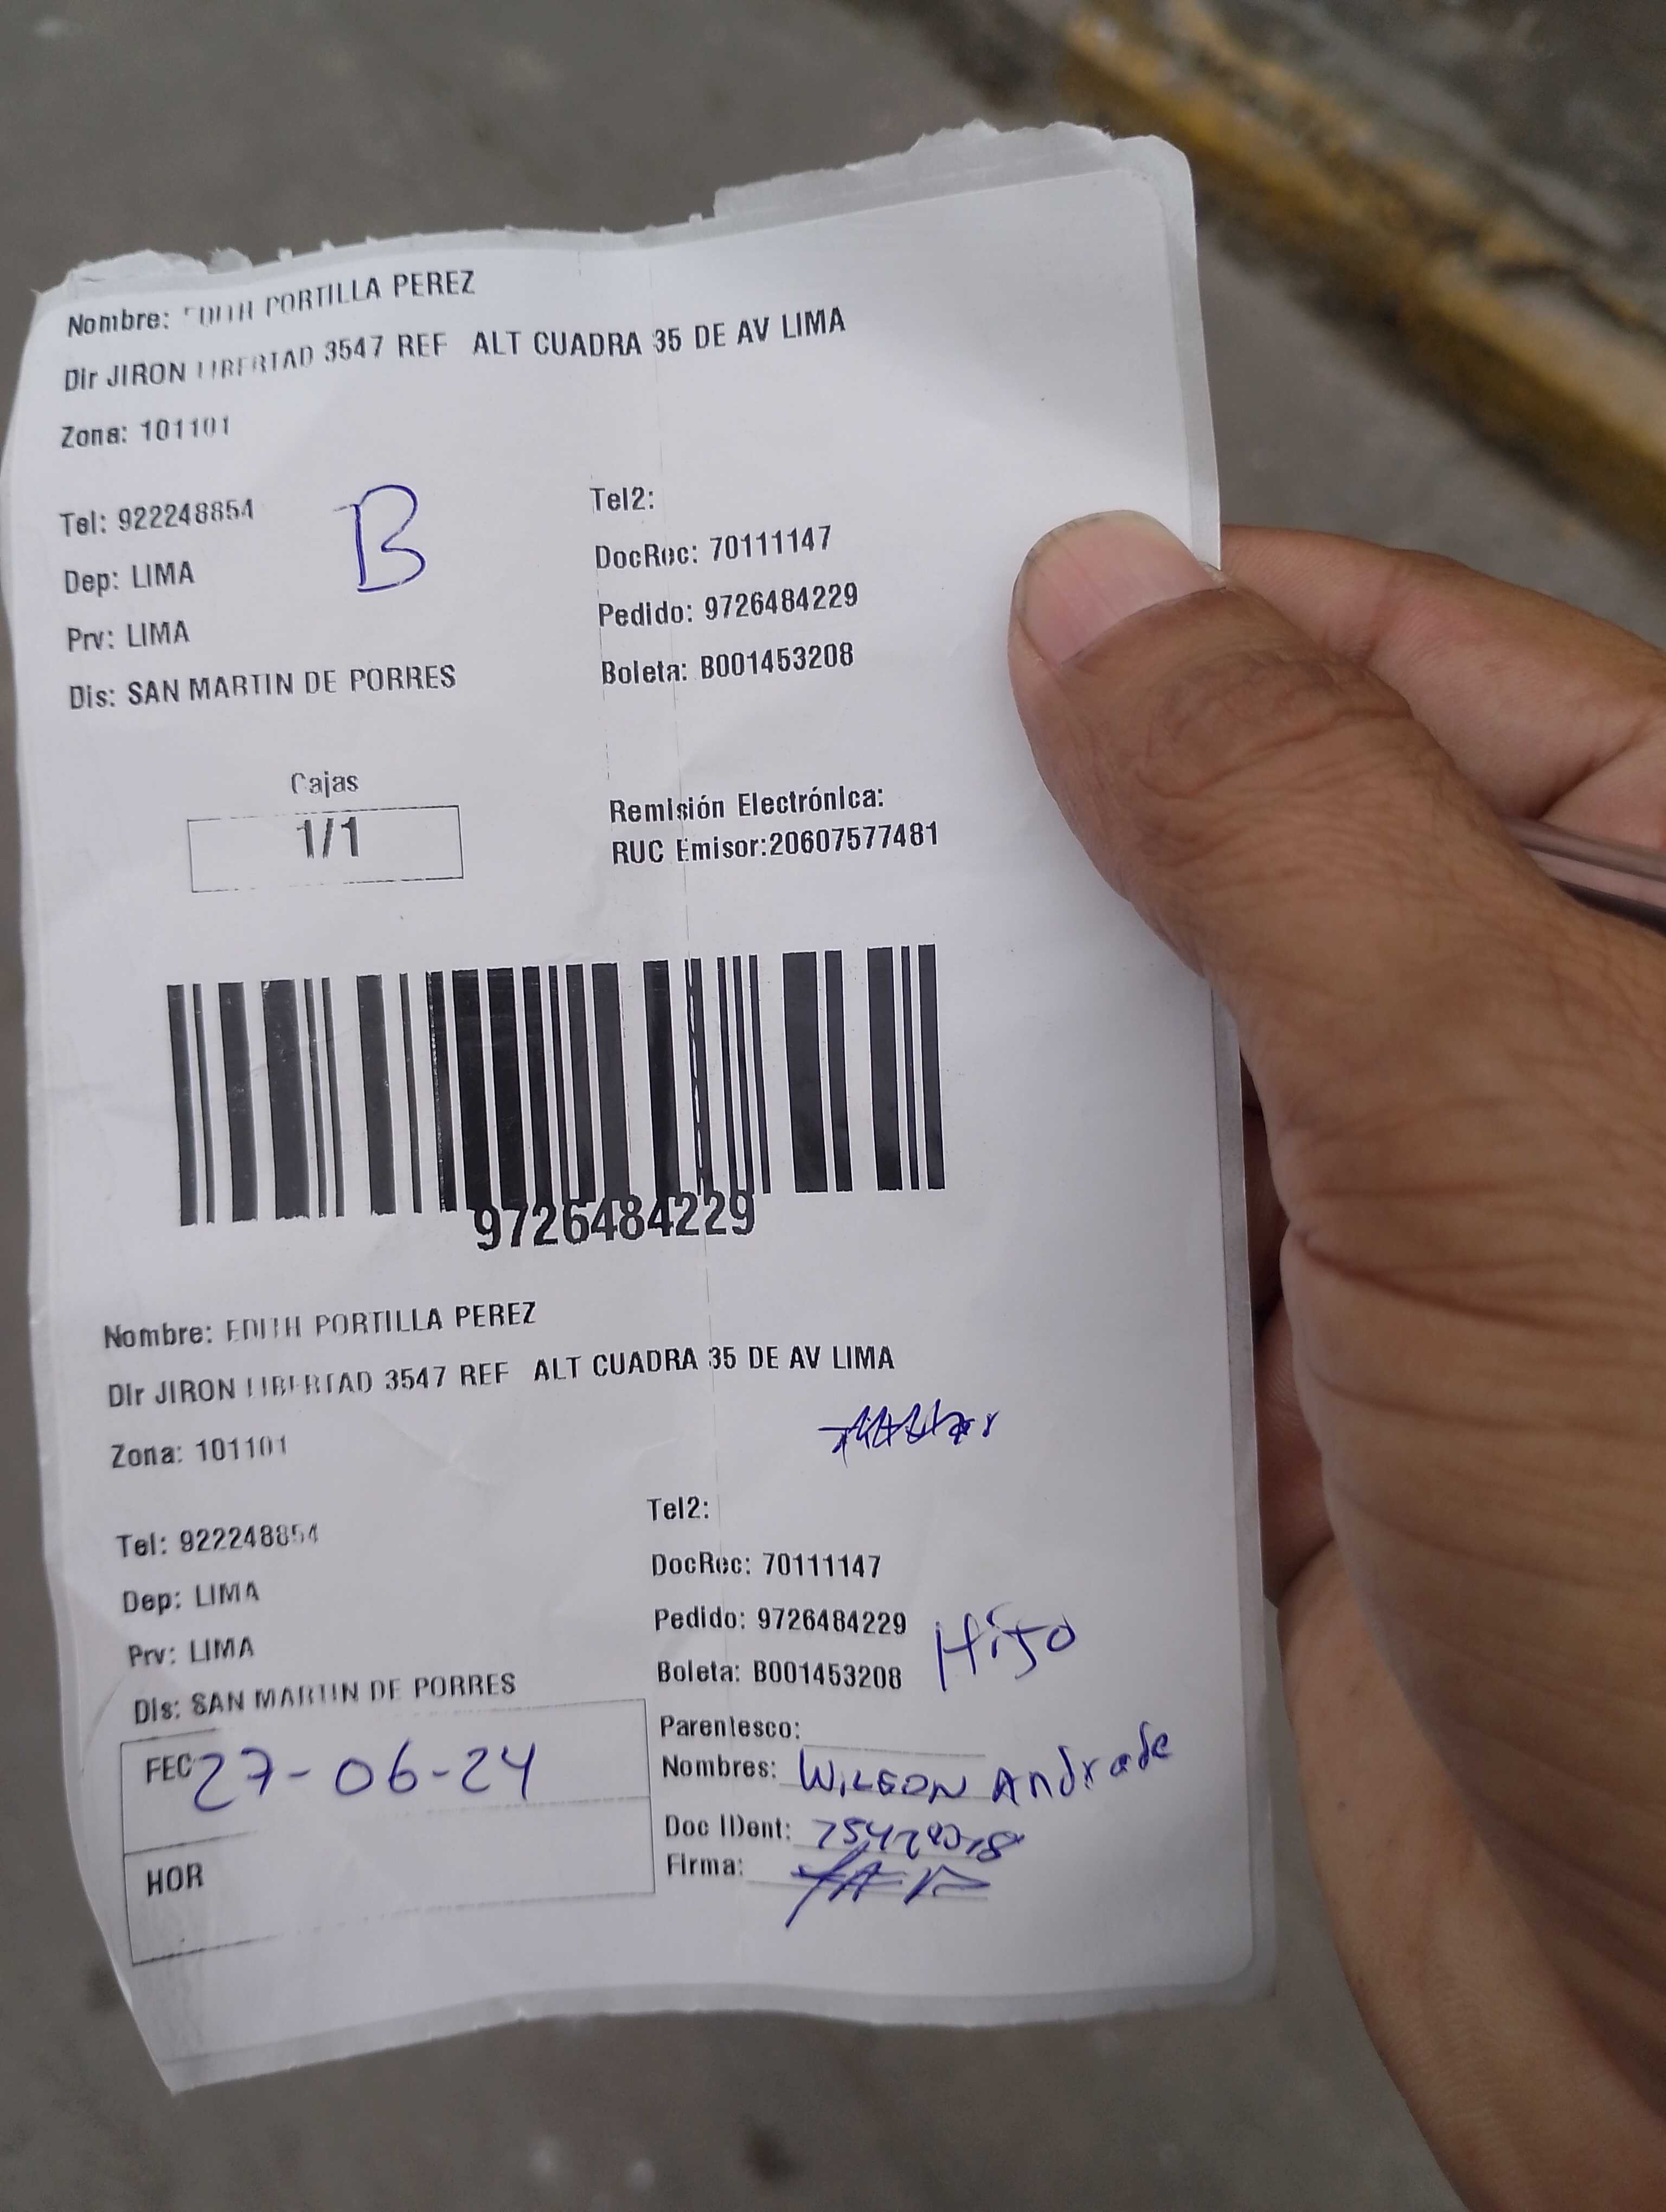 Nombre: EDITH PORTILLA PEREZ
Dir JIRON LIBERTAD 3547 REF ALT CUADRA 35 DE AV LIMA
Zona: 101101
Tel: 922248854
B
Dep: LIMA
Prv: LIMA
Dis: SAN MARTIN DE PORRES
Tel2:
DocRec: 70111147
Pedido: 9726484229
Boleta: B001453208
Cajas
1/1
Remisión Electrónica:
RUC Emisor:20607577481
9726484229
Nombre: EDITH PORTILLA PEREZ
Dir JIRON LIBERTAD 3547 REF ALT CUADRA 35 DE AV LIMA
Zona: 101101
Tel: 922248854
Dep: LIMA
Prv: LIMA
Dis: SAN MARTIN DE PORRES
Tel2:
DocRec: 70111147
Pedido: 9726484229
Boleta: B001453208
Hijo
FEC 27-06-24
HOR
Parentesco:
Nombres: WILSON Andrade
Doc IDent:
Firma: